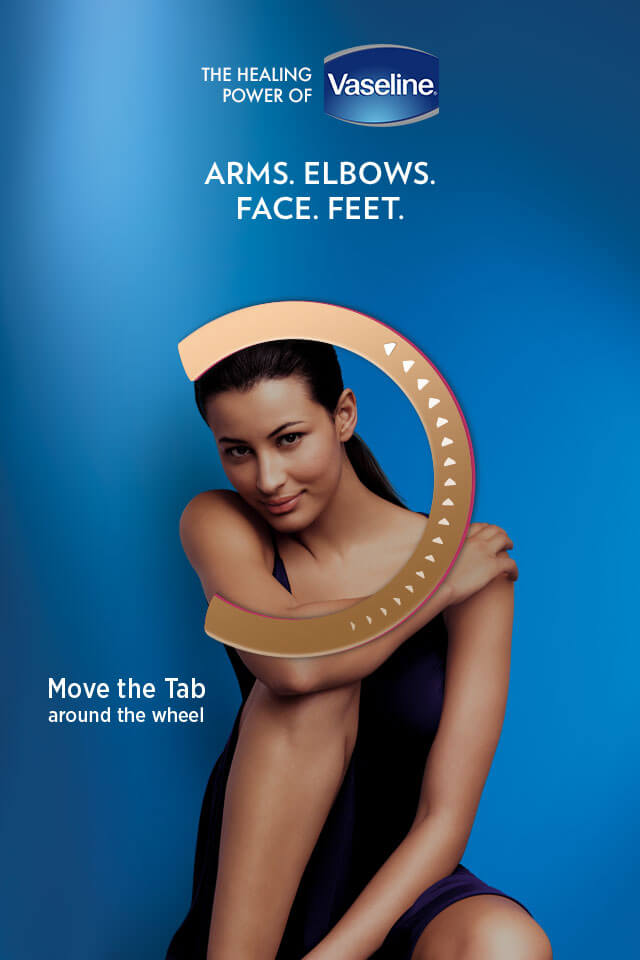 THE HEALING
POWER OF
Vaseline®
ARMS. ELBOWS.
FACE. FEET.
Move the Tab
around the wheel